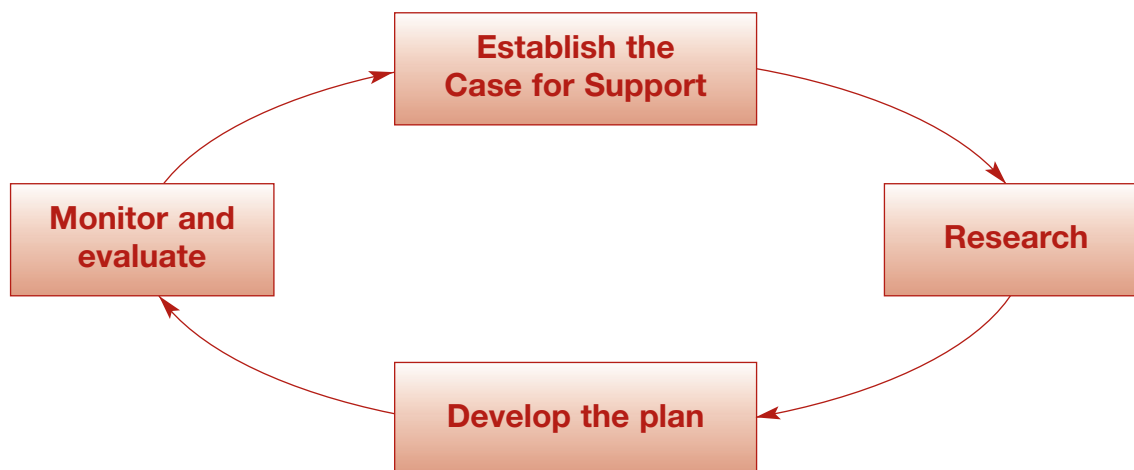 Establish the
Case for Support
Research
Develop the plan
Monitor and
evaluate